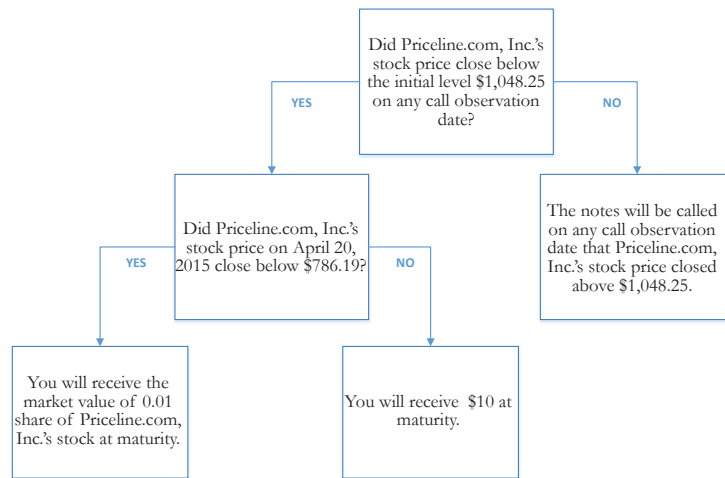 Did Priceline.com, Inc.'s
stock price close below
the initial level $1,048.25
on any call observation
date?
YES
NO
Did Priceline.com, Inc.'s
stock price on April 20,
2015 close below $786.19?
The notes will be called
on any call observation
date that Priceline.com,
Inc.'s stock price closed
above $1,048.25.
YES
NO
You will receive the
market value of 0.01
share of Priceline.com,
Inc.'s stock at maturity.
You will receive $10 at
maturity.